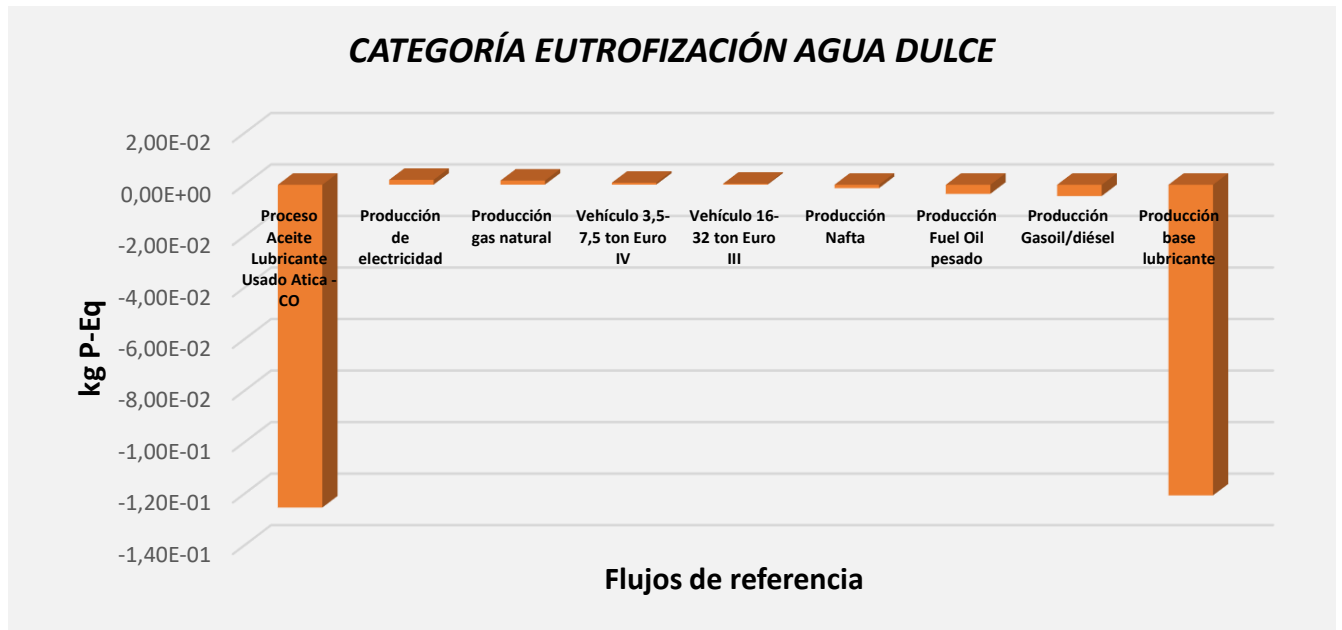 CATEGORÍA EUTROFIZACIÓN AGUA DULCE
kg P-Eq
2,00E-02
0,00E+00
-2,00E-02
-4,00E-02
-6,00E-02
-8,00E-02
-1,00E-01
-1,20E-01
-1,40E-01
Proceso
Aceite
Lubricante
Usado Atica -
CO
Producción
de
electricidad
Producción
gas natural
Vehículo 3,5-
7,5 ton Euro
IV
Vehículo 16-
32 ton Euro
III
Producción
Nafta
Producción
Fuel Oil
pesado
Producción
Gasoil/diésel
Producción
base
lubricante
Flujos de referencia